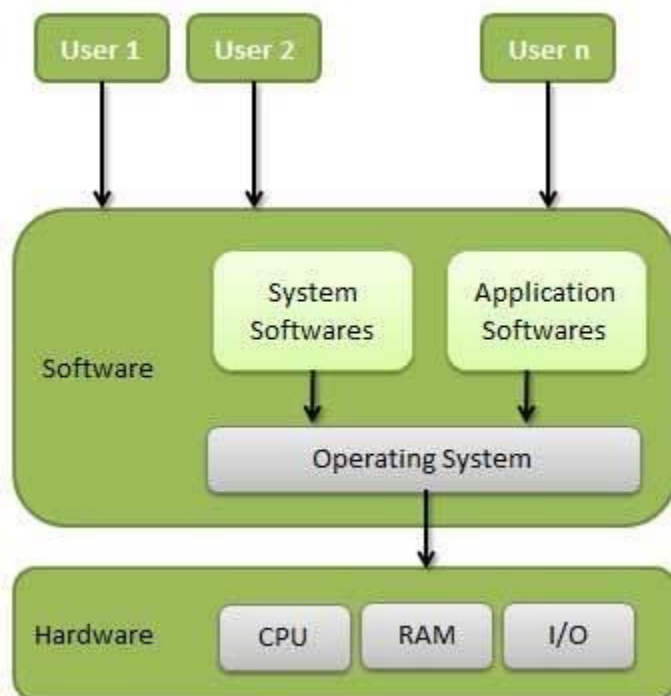 User 1
User 2
User n
System
Softwares
Application
Softwares
Software
Operating System
Hardware
CPU
RAM
I/O